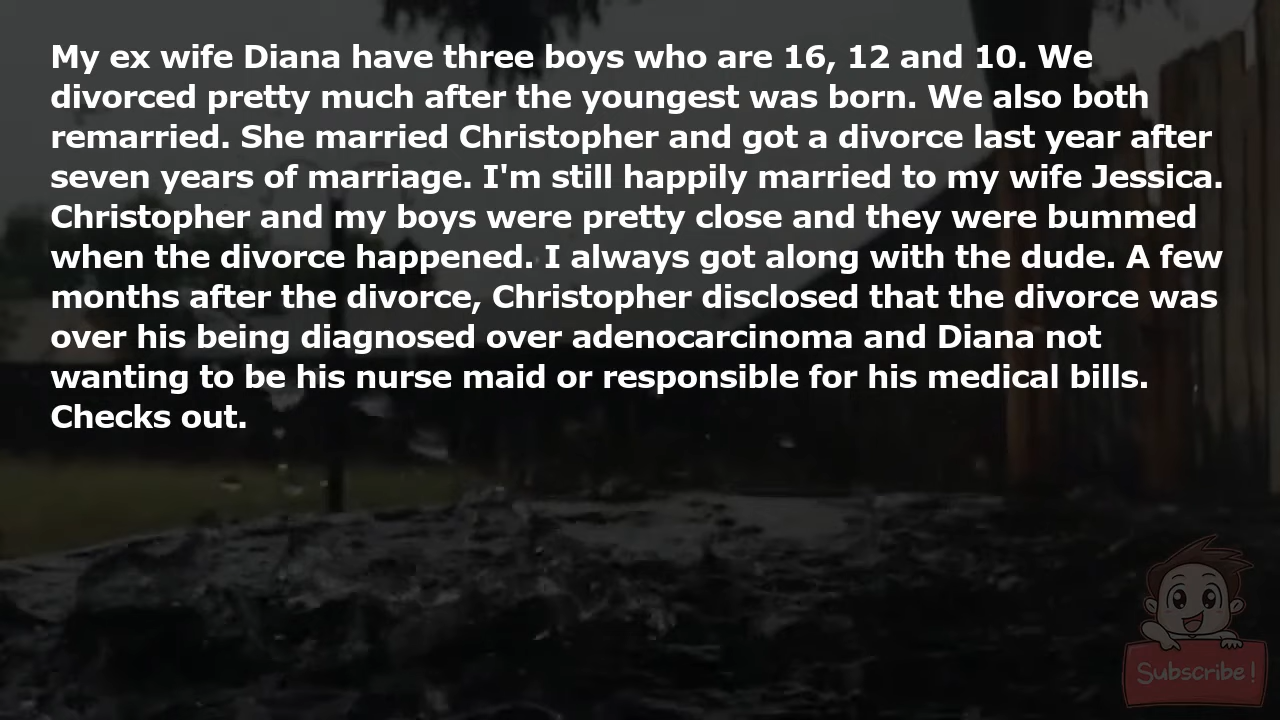 My ex wife Diana have three boys who are 16, 12 and 10. We
divorced pretty much after the youngest was born. We also both
remarried. She married Christopher and got a divorce last year after
seven years of marriage. I'm still happily married to my wife Jessica.
Christopher and my boys were pretty close and they were bummed
when the divorce happened. I always got along with the dude. A few
months after the divorce, Christopher disclosed that the divorce was
over his being diagnosed over adenocarcinoma and Diana not
wanting to be his nurse maid or responsible for his medical bills.
Checks out.
Subscribe!